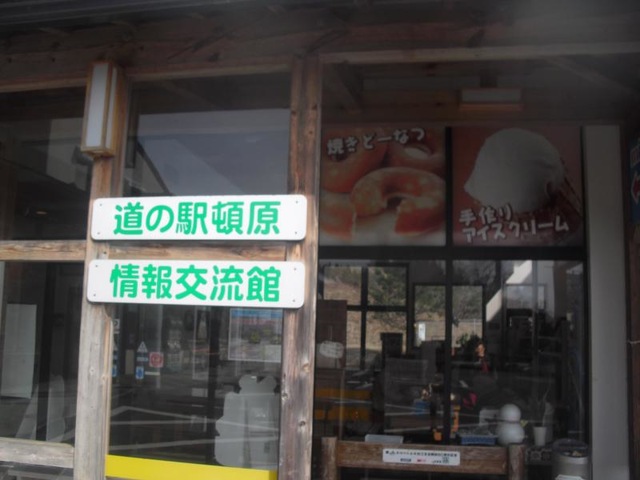 道の駅頓原
情報交流館
焼きどーなつ
手作り
アイスクリーム